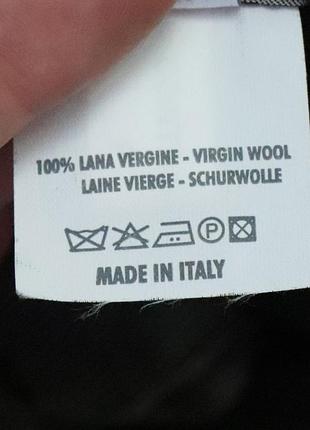 100% LANA VERGINE - VIRGIN WOOL
LAINE VIERGE - SCHURWOLLE
P
MADE IN ITALY